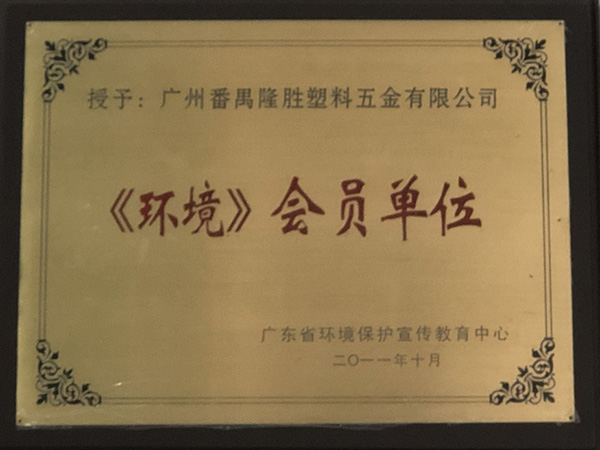 授予：广州番禺隆胜塑料五金有限公司
《环境》会员单位
广东省环境保护宣传教育中心
二〇一一年十月